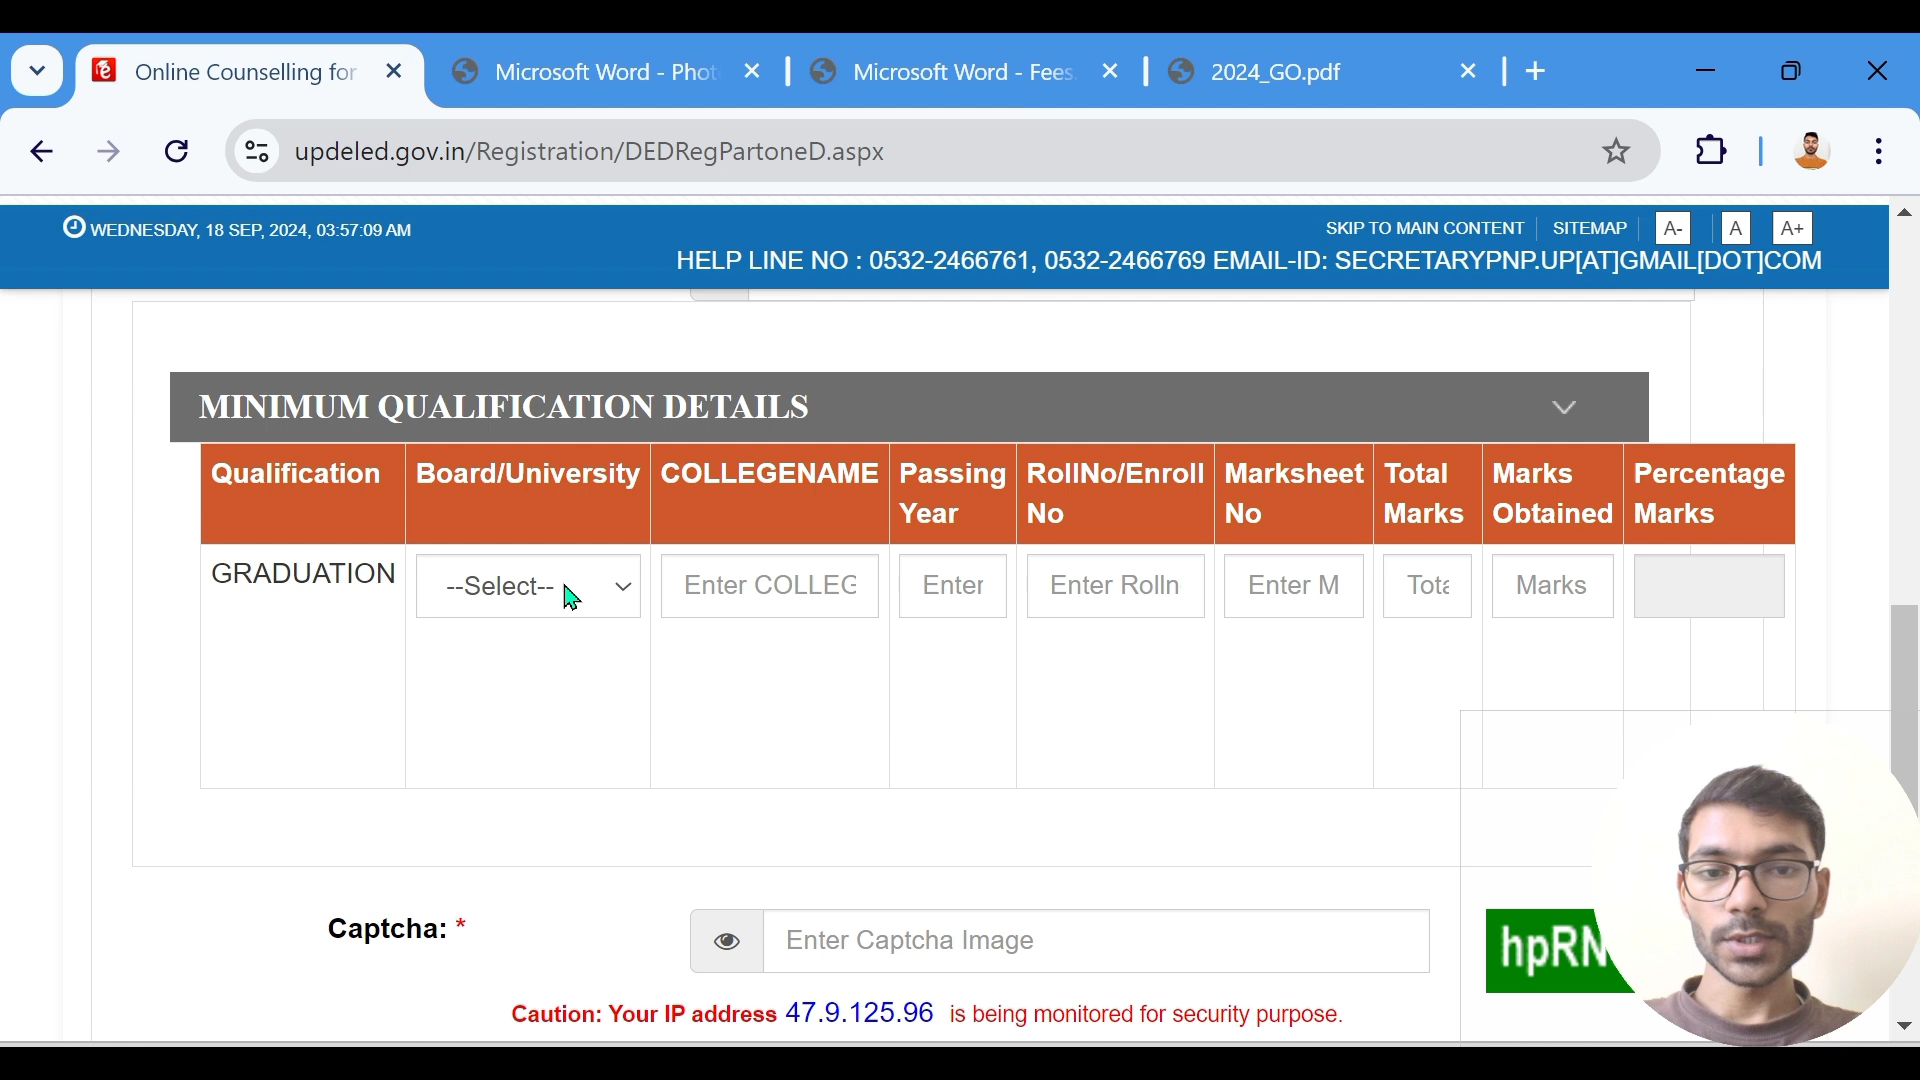 Online Counselling for
Microsoft Word - Phot
Microsoft Word - Fees.
2024_GO.pdf
updeled.gov.in/Registration/DEDRegPartoneD.aspx
WEDNESDAY, 18 SEP, 2024, 03:57:09 AM
SKIP TO MAIN CONTENT
SITEMAP
A-
A
A+
HELP LINE NO : 0532-2466761, 0532-2466769 EMAIL-ID: SECRETARYPNP.UP[AT]GMAIL[DOT]COM
MINIMUM QUALIFICATION DETAILS
Qualification
Board/University
COLLEGENAME
Passing
Year
RollNo/Enroll
No
Marksheet
No
Total
Marks
Marks
Obtained
Percentage
Marks
GRADUATION
--Select--
Enter COLLEG
Enter
Enter Rolln
Enter M
Tota
Marks
Captcha: *
Enter Captcha Image
hpRN
Caution: Your IP address 47.9.125.96 is being monitored for security purpose.